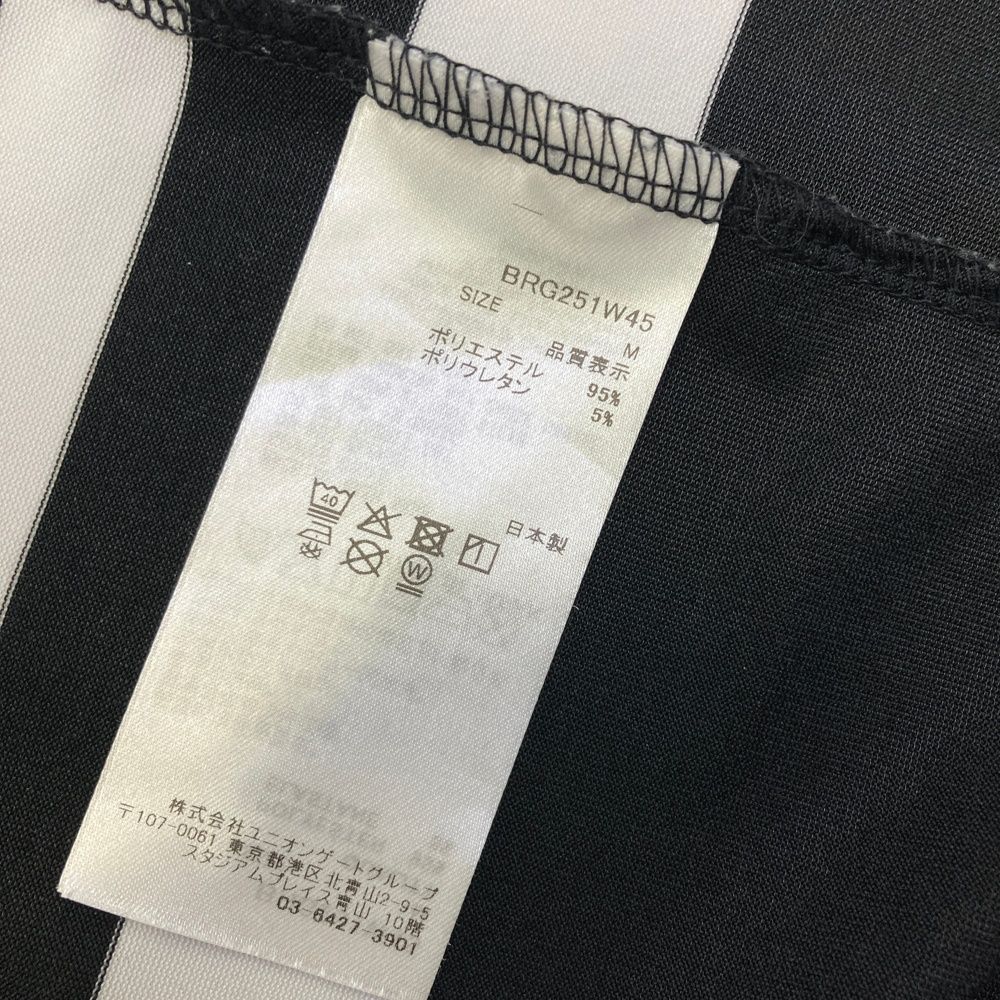 BRG251W45
SIZE M
品質表示
ポリエステル 95%
ポリウレタン 5%
40
W
日本製
株式会社ユニオンゲートグループ
〒107-0061 東京都港区北青山2-9-5
スタジアムプレイス青山 10階
03-6427-3901